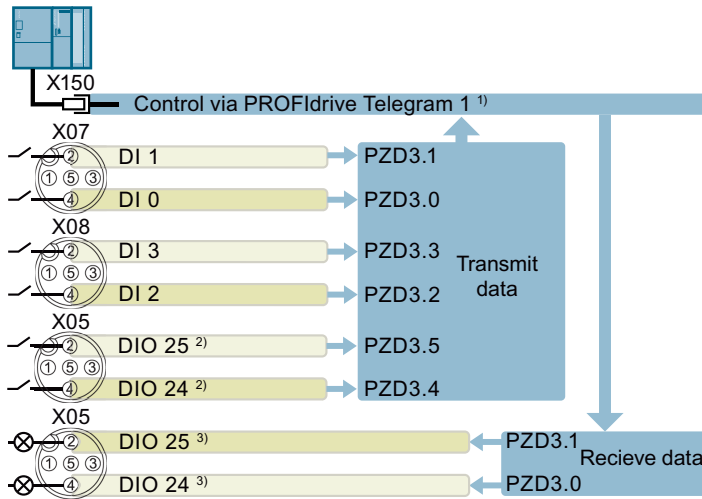 X150
Control via PROFIdrive Telegram 1 1)
X07
② DI 1 PZD3.1
① ⑤ ③
④ DI 0 PZD3.0
X08
② DI 3 PZD3.3
① ⑤ ③
④ DI 2 PZD3.2
Transmit
data
X05
② DIO 25 2) PZD3.5
① ⑤ ③
④ DIO 24 2) PZD3.4
X05
② DIO 25 3) PZD3.1
① ⑤ ③
Recieve data
④ DIO 24 3) PZD3.0